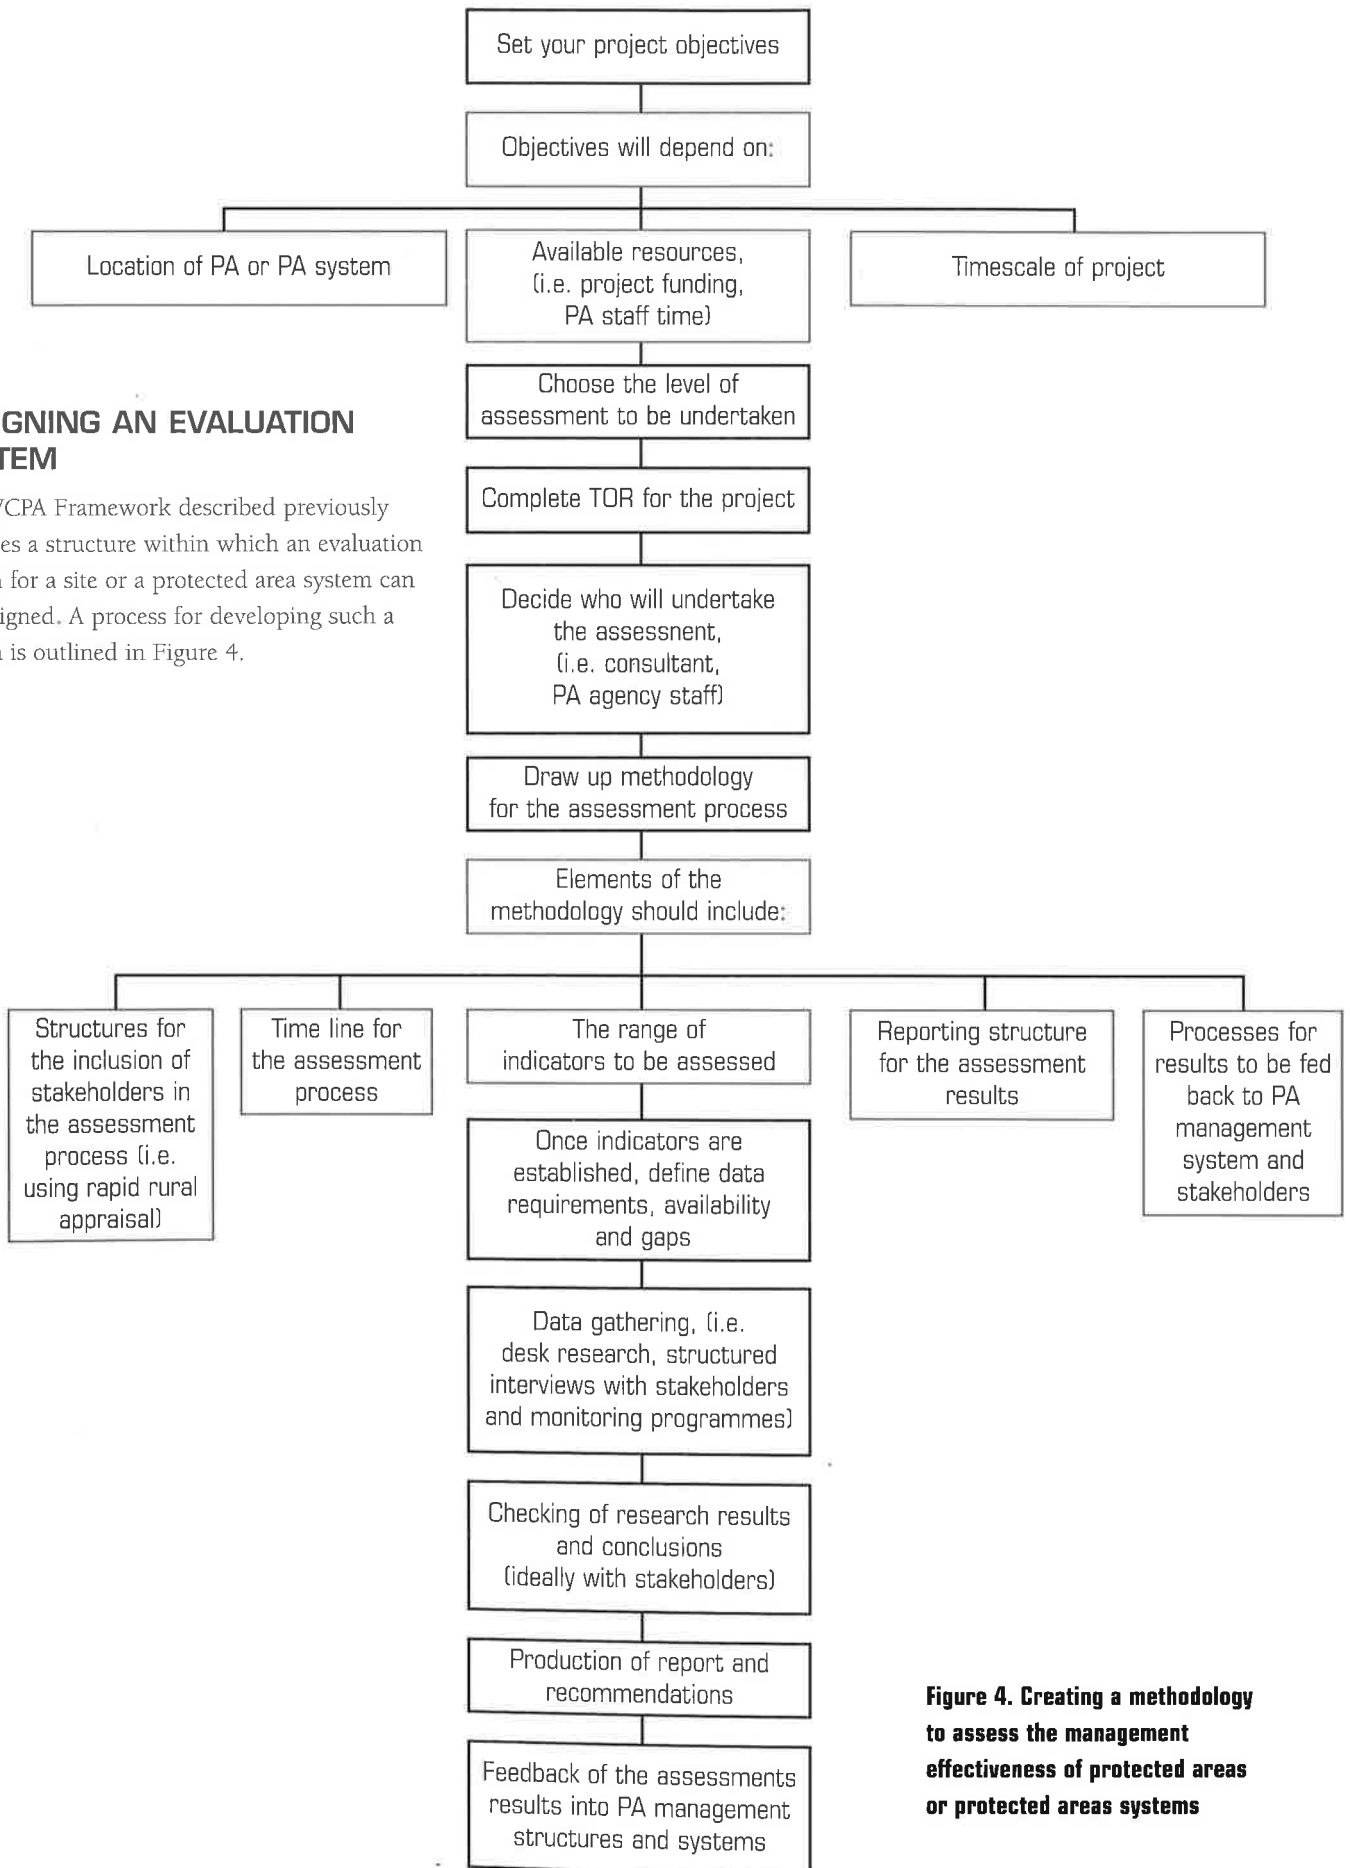 Set your project objectives
Objectives will depend on:
Location of PA or PA system
Available resources,
(i.e. project funding,
PA staff time)
Timescale of project
Choose the level of
assessment to be undertaken
GNING AN EVALUATION
TEM
CPA Framework described previously
es a structure within which an evaluation
for a site or a protected area system can
igned. A process for developing such a
is outlined in Figure 4.
Complete TOR for the project
Decide who will undertake
the assessnent,
(i.e. consultant,
PA agency staff)
Draw up methodology
for the assessment process
Elements of the
methodology should include:
Structures for
the inclusion of
stakeholders in
the assessment
process (i.e.
using rapid rural
appraisal)
Time line for
the assessment
process
The range of
indicators to be assessed
Reporting structure
for the assessment
results
Processes for
results to be fed
back to PA
management
system and
stakeholders
Once indicators are
established, define data
requirements, availability
and gaps
Data gathering, (i.e.
desk research, structured
interviews with stakeholders
and monitoring programmes)
Checking of research results
and conclusions
(ideally with stakeholders)
Production of report and
recommendations
Feedback of the assessments
results into PA management
structures and systems
Figure 4. Creating a methodology
to assess the management
effectiveness of protected areas
or protected areas systems